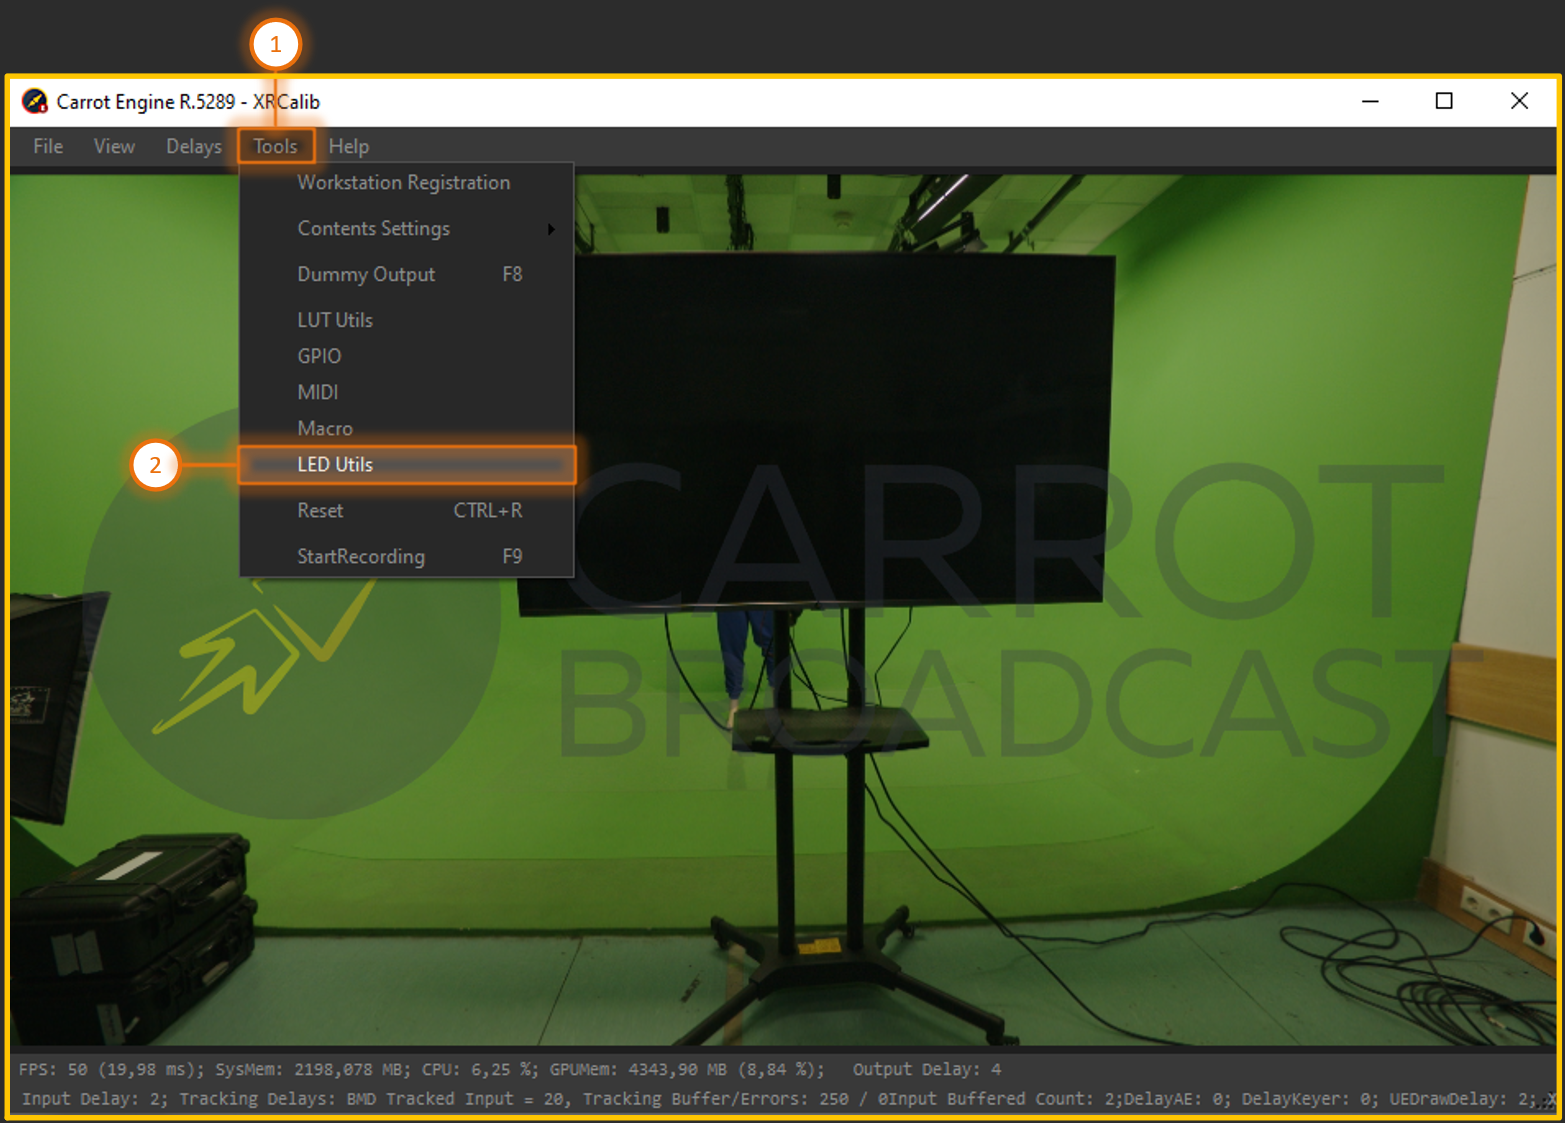 1
Carrot Engine R.5289 - XRCalib
File View Delays Tools Help
Workstation Registration
Contents Settings
Dummy Output F8
LUT Utils
GPIO
MIDI
Macro
2
LED Utils
Reset CTRL+R
StartRecording F9
CARROT
BROADCAST
FPS: 50 (19,98 ms); SysMem: 2198,078 MB; CPU: 6,25 %; GPUMem: 4343,90 MB (8,84 %); Output Delay: 4
Input Delay: 2; Tracking Delays: BMD Tracked Input = 20, Tracking Buffer/Errors: 250 / 0Input Buffered Count: 2;DelayAE: 0; DelayKeyer: 0; UEDrawDelay: 2;